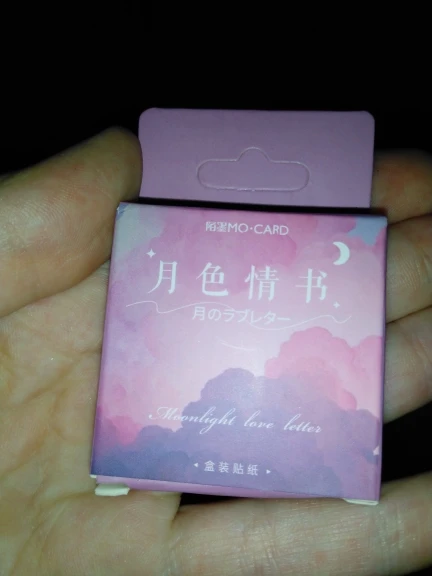 陌墨MO·CARD
月色情书
月のラブレター
Moonlight love letter
盒装贴纸